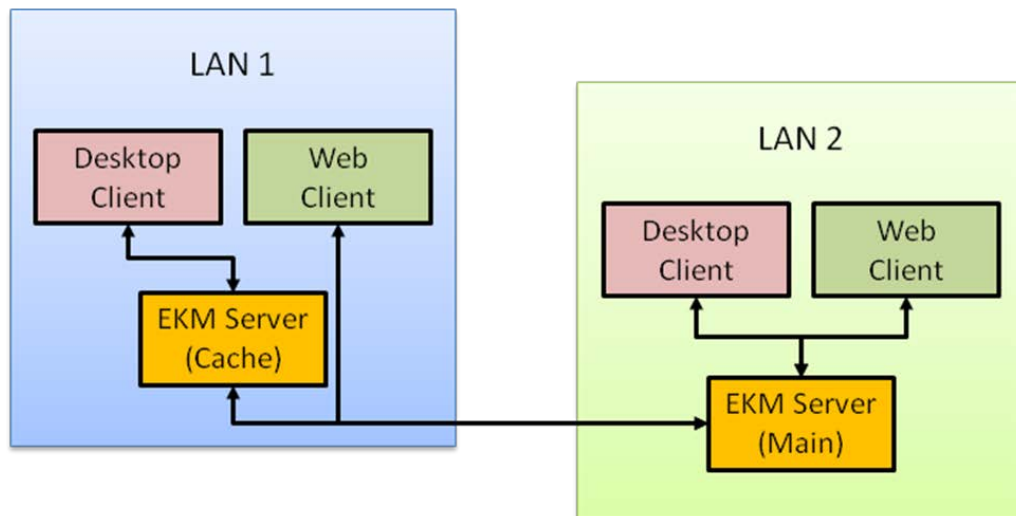 LAN 1
Desktop
Client
Web
Client
EKM Server
(Cache)
LAN 2
Desktop
Client
Web
Client
EKM Server
(Main)